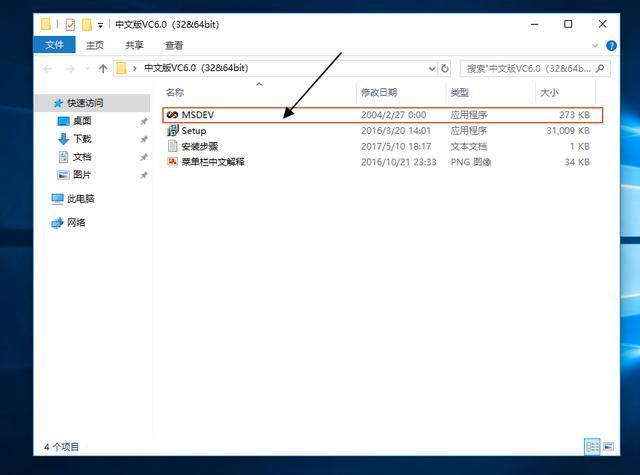 中文版VC6.0（32&64bit）
文件 主页 共享 查看
中文版VC6.0（32&64bit） 搜索"中文版VC6.0（32&6...
名称 修改日期 类型 大小
快速访问
桌面
下载
文档
图片
此电脑
网络
MSDEV 2004/2/27 0:00 应用程序 273 KB
Setup 2016/3/20 14:01 应用程序 31,009 KB
安装步骤 2017/5/10 18:17 文本文档 1 KB
菜单栏中文解释 2016/10/21 23:33 PNG 图像 34 KB
4 个项目